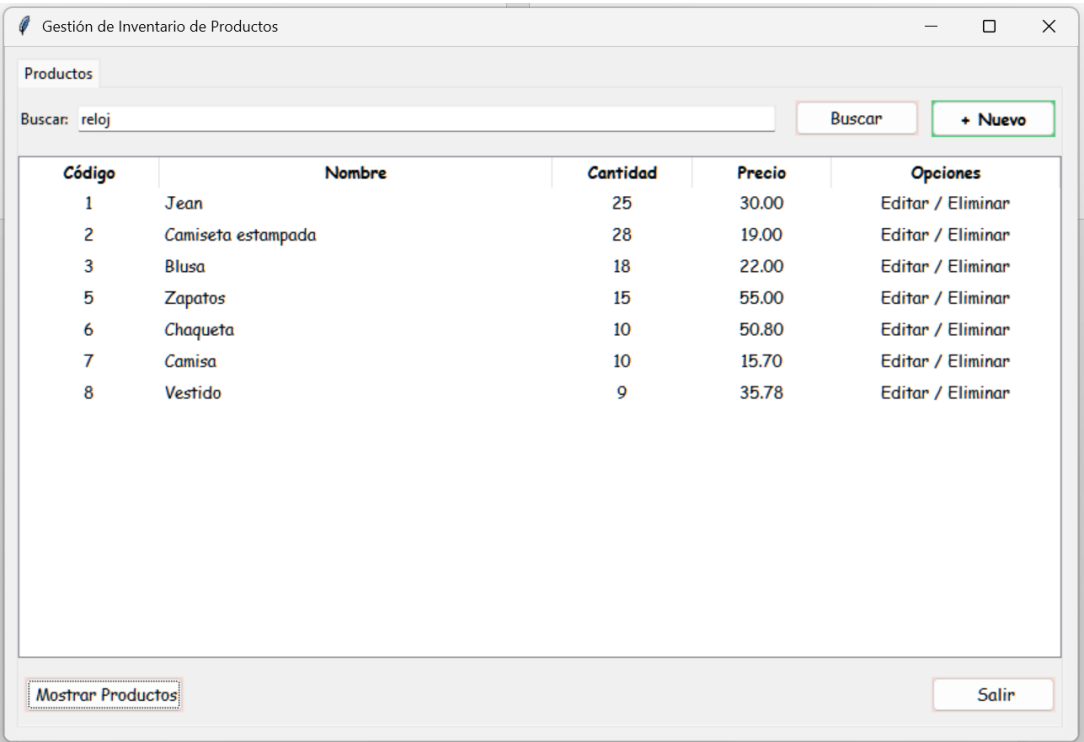 Gestión de Inventario de Productos
Productos
Buscar: reloj Buscar + Nuevo
Código Nombre Cantidad Precio Opciones
1 Jean 25 30.00 Editar / Eliminar
2 Camiseta estampada 28 19.00 Editar / Eliminar
3 Blusa 18 22.00 Editar / Eliminar
5 Zapatos 15 55.00 Editar / Eliminar
6 Chaqueta 10 50.80 Editar / Eliminar
7 Camisa 10 15.70 Editar / Eliminar
8 Vestido 9 35.78 Editar / Eliminar
Mostrar Productos Salir